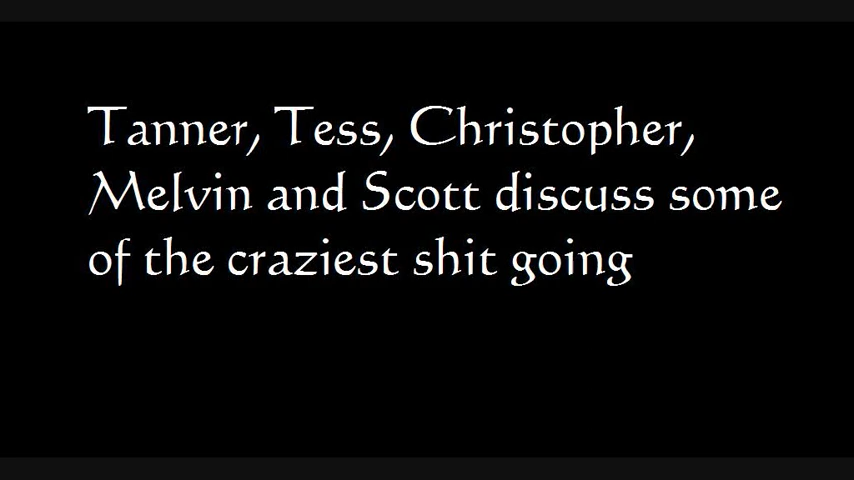 Tanner, Tess, Christopher,
Melvin and Scott discuss some
of the craziest shit going